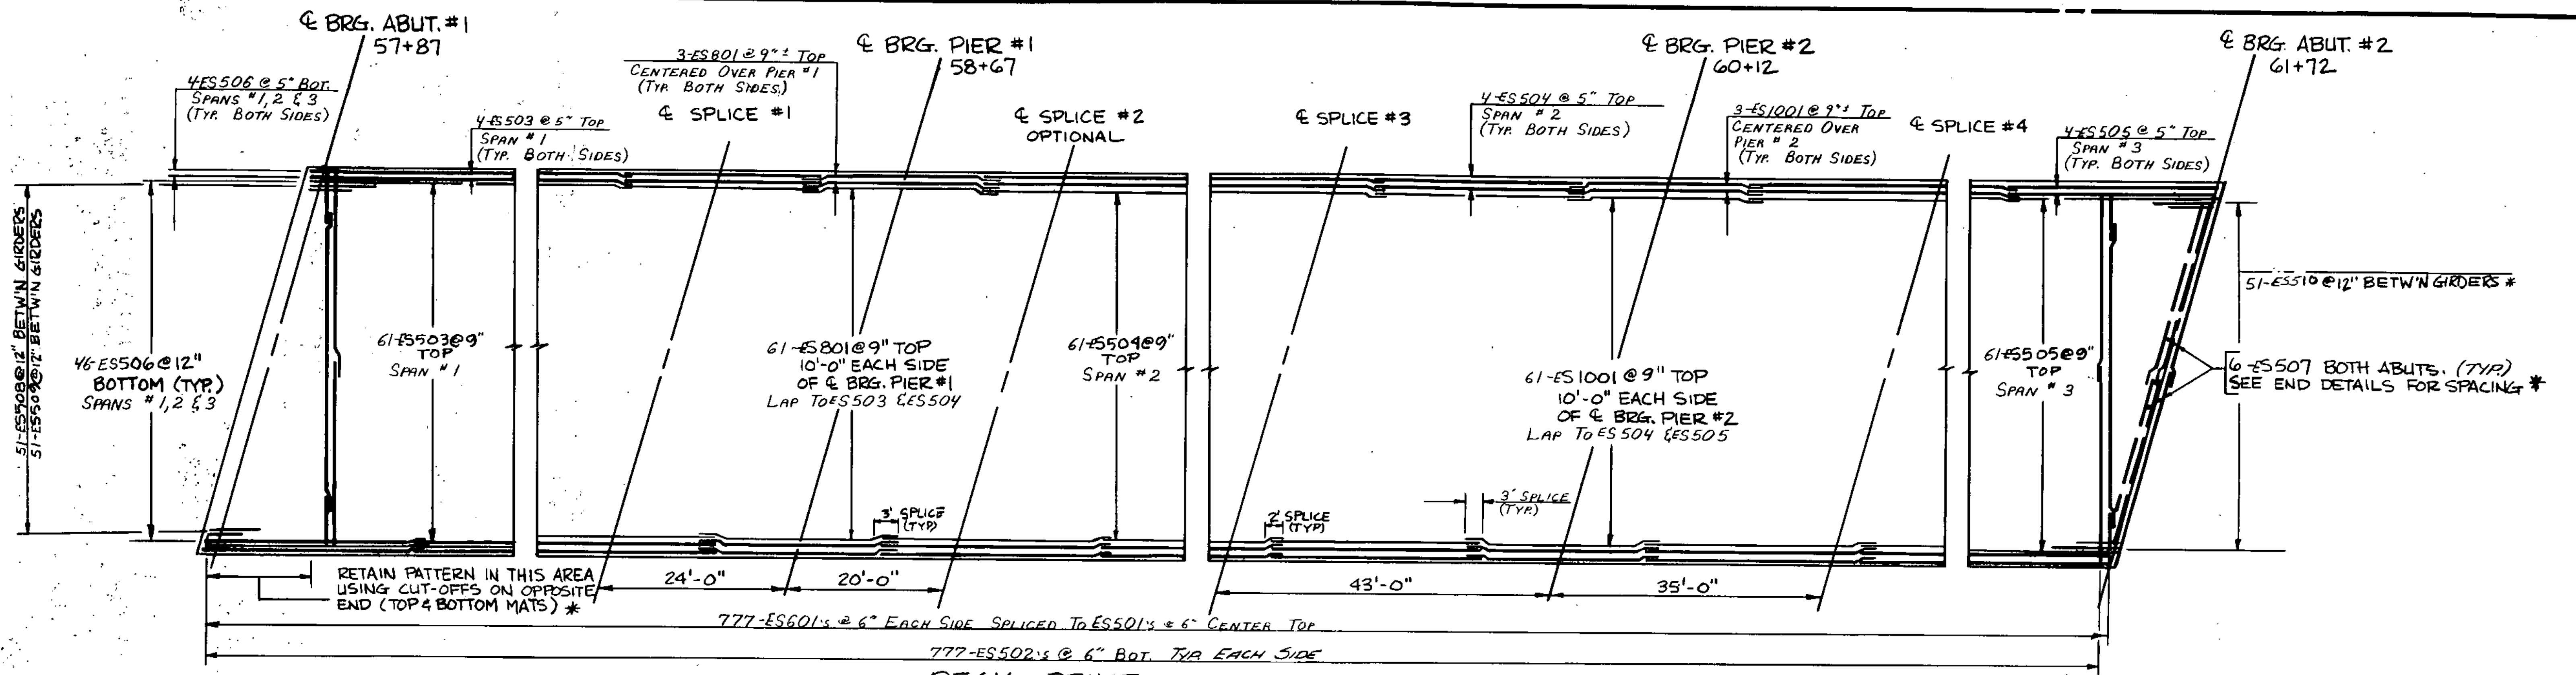 ℄ BRG. ABUT. #1
57+87
℄ BRG. PIER #1
58+67
℄ BRG. PIER #2
60+12
℄ BRG. ABUT. #2
61+72
4-ES506 @ 5" BOT.
SPANS #1, 2 & 3
(TYP. BOTH SIDES)
4-ES503 @ 5" TOP
SPAN #1
(TYP. BOTH SIDES)
3-ES801 @ 9"± TOP
CENTERED OVER PIER #1
(TYP. BOTH SIDES)
℄ SPLICE #1
℄ SPLICE #2
OPTIONAL
℄ SPLICE #3
4-ES504 @ 5" TOP
SPAN #2
(TYP. BOTH SIDES)
3-ES1001 @ 9"± TOP
CENTERED OVER
PIER #2
(TYP. BOTH SIDES)
℄ SPLICE #4
4-ES505 @ 5" TOP
SPAN #3
(TYP. BOTH SIDES)
51-ES508@12" BETW'N GIRDERS
51-ES509@12" BETW'N GIRDERS
46-ES506@12"
BOTTOM (TYP.)
SPANS #1,2 & 3
61-ES503@9"
TOP
SPAN #1
61-ES801@9" TOP
10'-0" EACH SIDE
OF ℄ BRG. PIER #1
LAP TO ES503 & ES504
61-ES504@9"
TOP
SPAN #2
61-ES1001@9" TOP
10'-0" EACH SIDE
OF ℄ BRG. PIER #2
LAP TO ES504 & ES505
61-ES505@9"
TOP
SPAN #3
51-ES510@12" BETW'N GIRDERS *
6-ES507 BOTH ABUTS. (TYP.)
SEE END DETAILS FOR SPACING *
3' SPLICE
(TYP)
2' SPLICE
(TYP)
3' SPLICE
(TYP.)
RETAIN PATTERN IN THIS AREA
USING CUT-OFFS ON OPPOSITE
END (TOP & BOTTOM MATS) *
24'-0"
20'-0"
43'-0"
35'-0"
777-ES601's @ 6" EACH SIDE SPLICED TO ES501's @ 6" CENTER TOP
777-ES502's @ 6" BOT. TYP. EACH SIDE